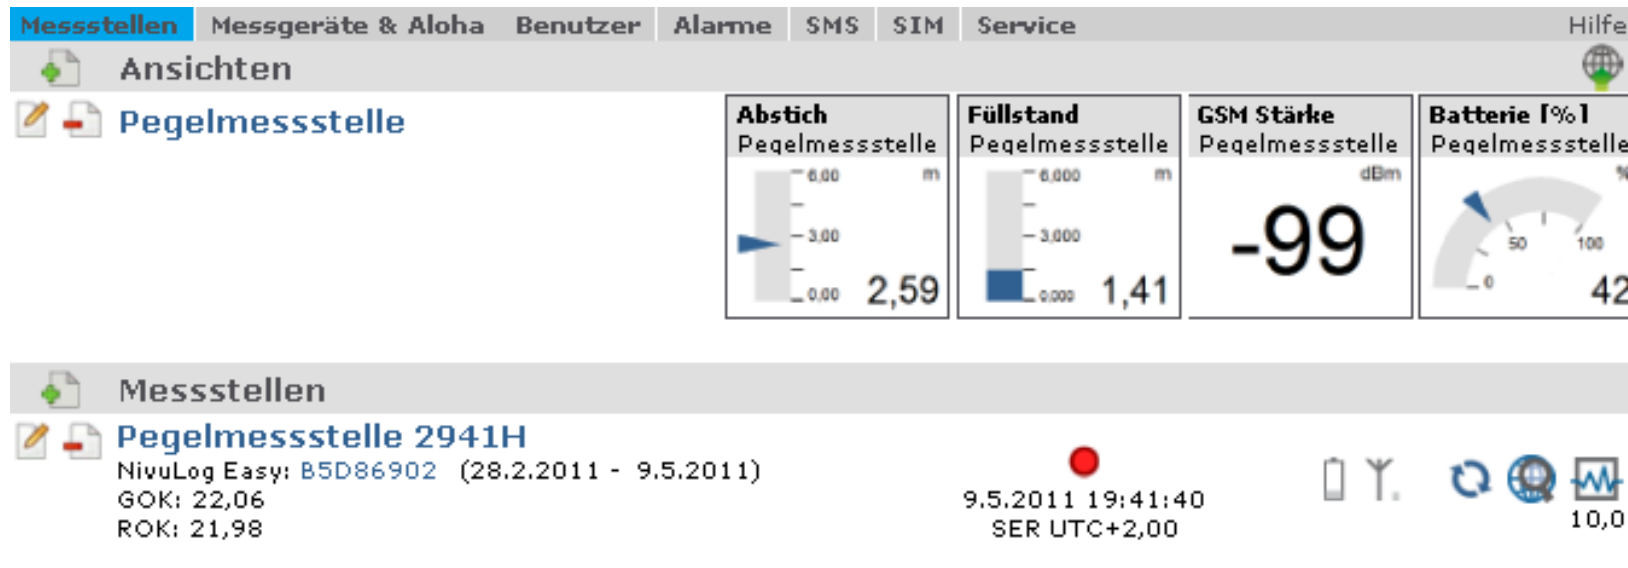 Messstellen Messgeräte & Aloha Benutzer Alarme SMS SIM Service Hilfe
Ansichten
Pegelmessstelle
Abstich
Pegelmessstelle
6,00 m
3,00
0,00 2,59
Füllstand
Pegelmessstelle
6,000 m
3,000
0,000 1,41
GSM Stärke
Pegelmessstelle
dBm
-99
Batterie [%]
Pegelmessstelle
%
50 100
0 42
Messstellen
Pegelmessstelle 2941H
NivuLog Easy: B5D86902 (28.2.2011 - 9.5.2011)
GOK: 22,06
ROK: 21,98
9.5.2011 19:41:40
SER UTC+2,00
10,0